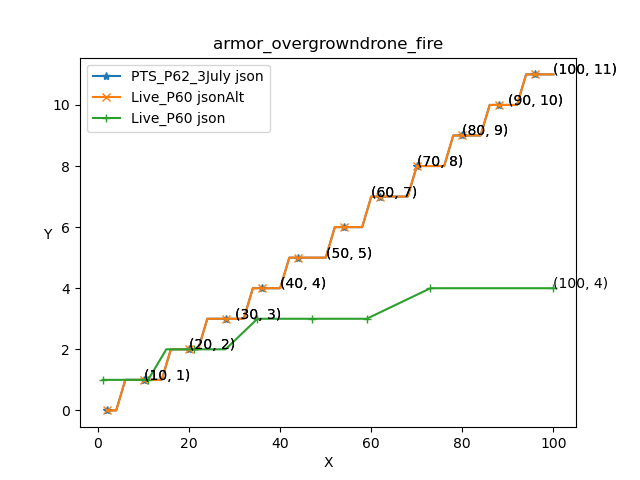 armor_overgrowndrone_fire
PTS_P62_3July json
Live_P60 jsonAlt
Live_P60 json
(100, 11)
(90, 10)
(80, 9)
(70, 8)
(60, 7)
(50, 5)
(40, 4)
(100, 4)
(30, 3)
(20, 2)
(10, 1)
Y
10
8
6
4
2
0
0 20 40 60 80 100
X